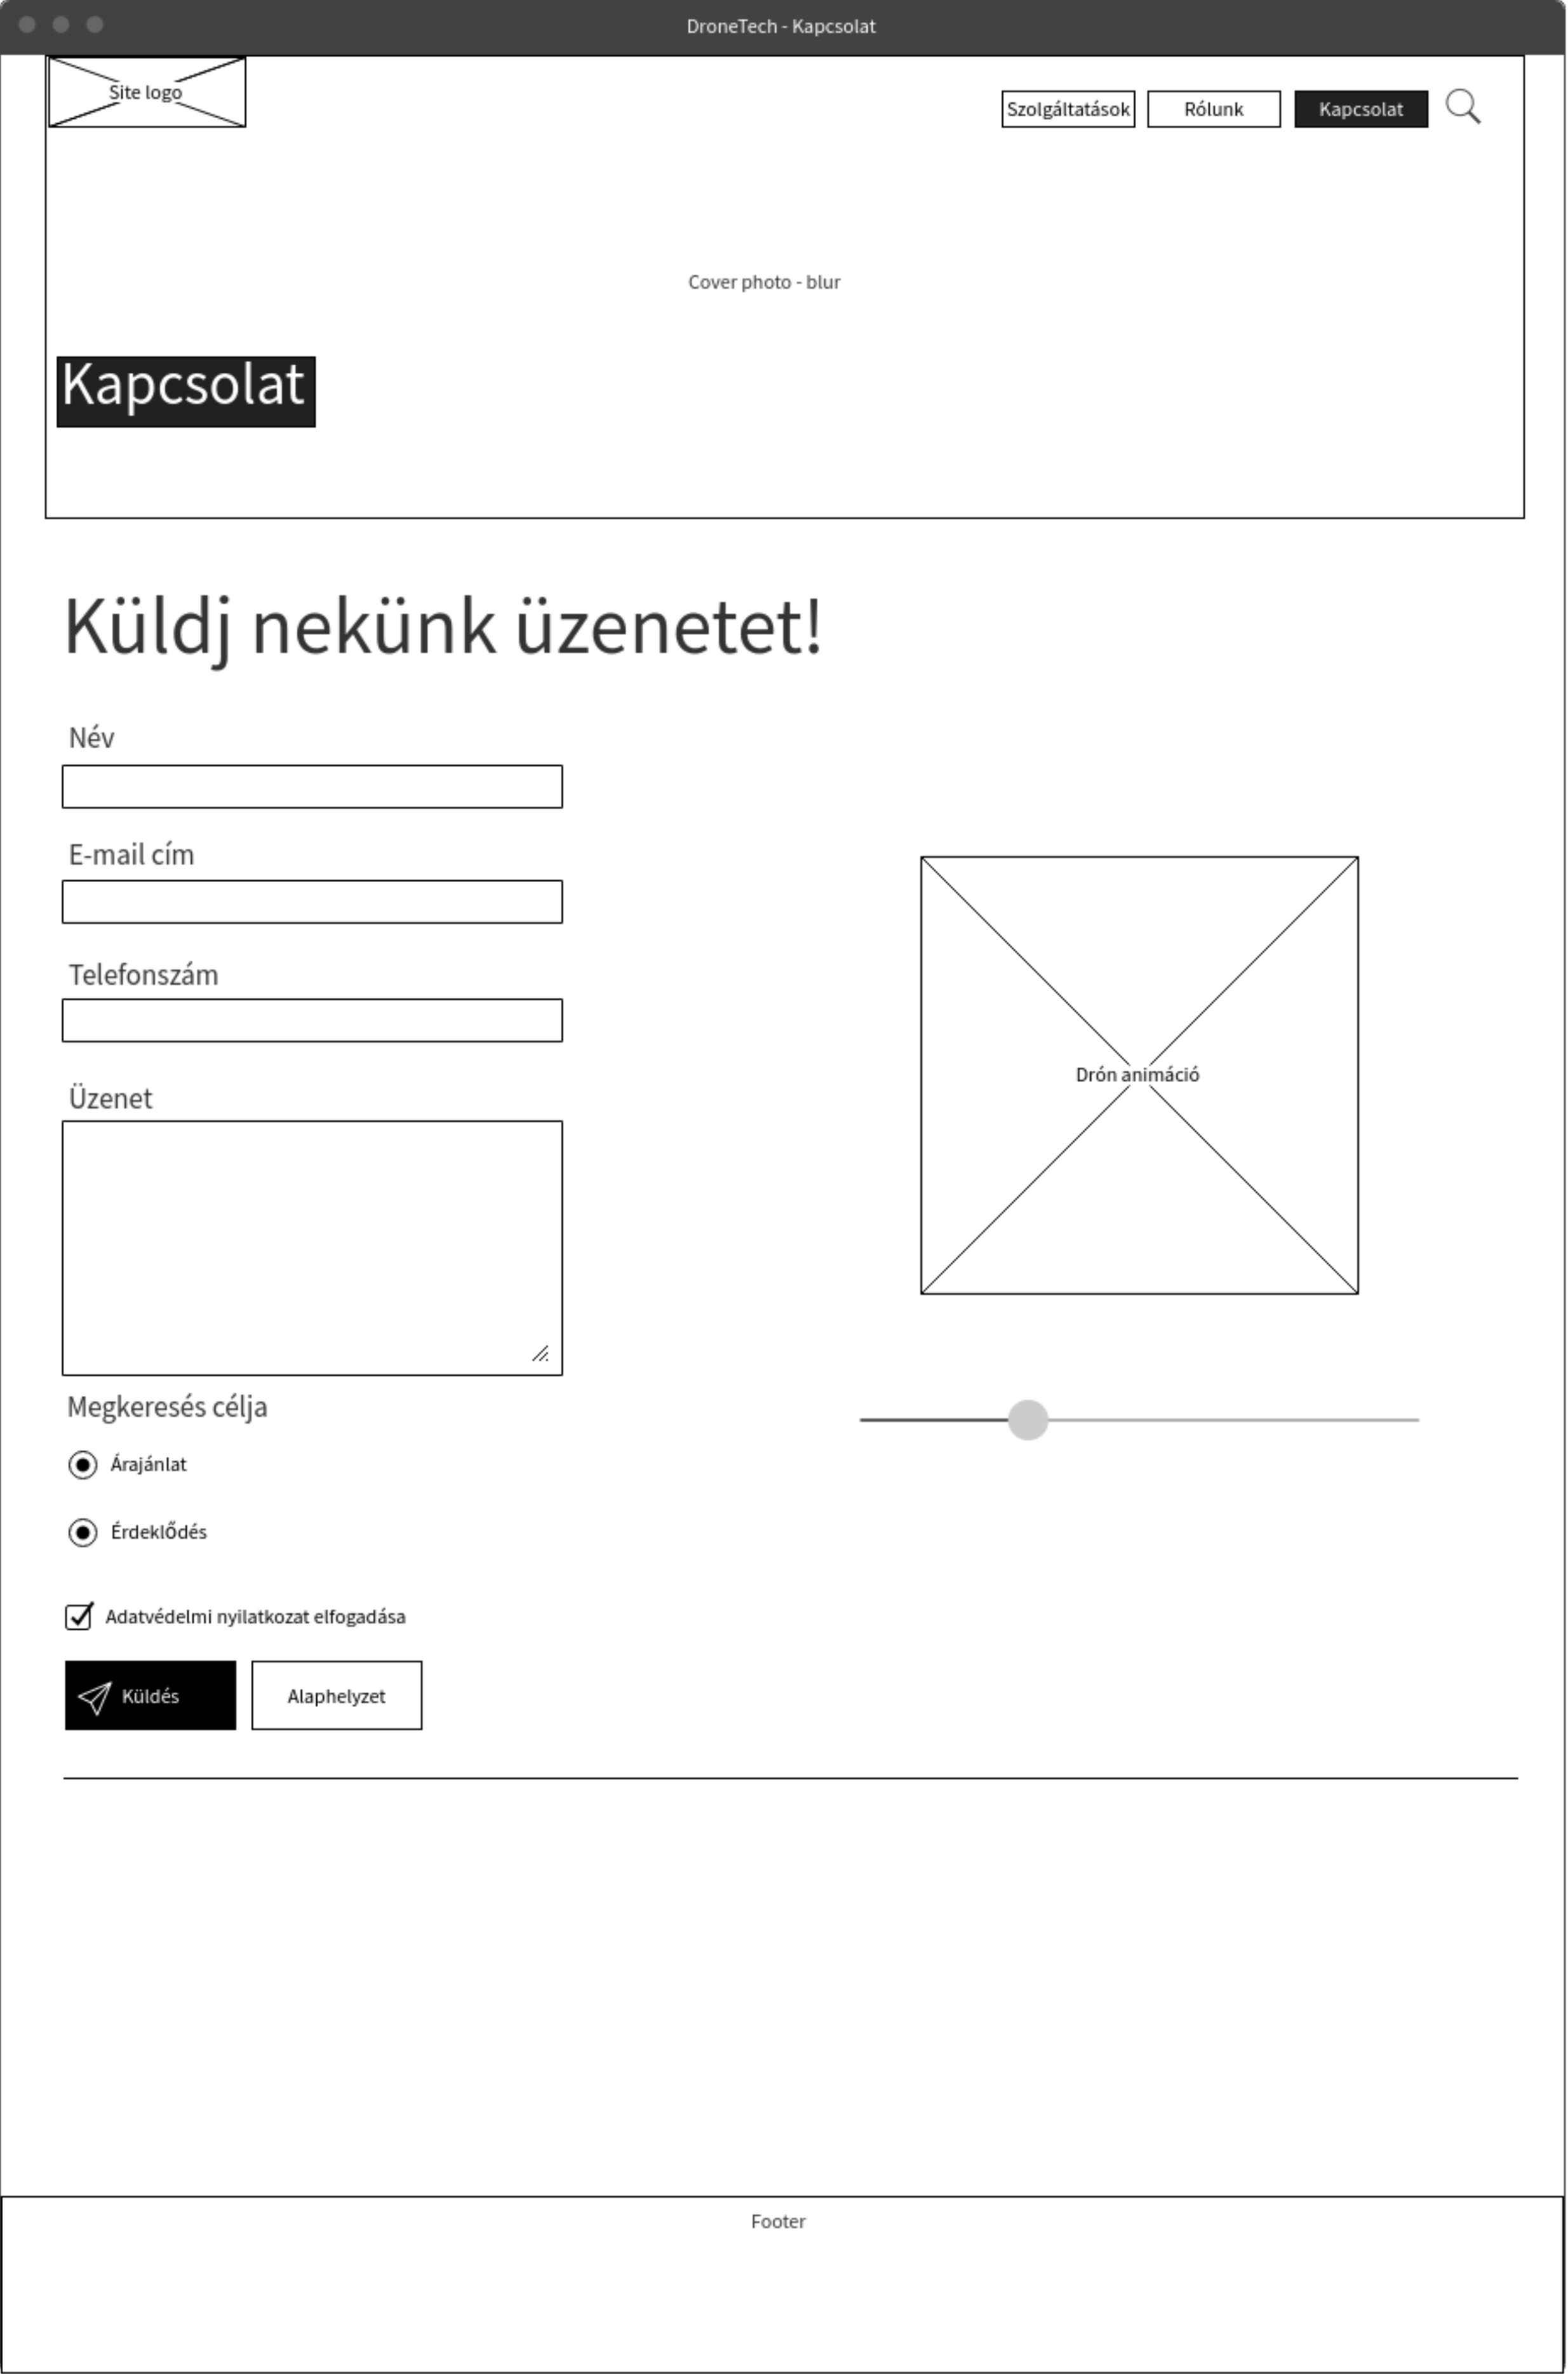 DroneTech - Kapcsolat
Site logo
Szolgáltatások
Rólunk
Kapcsolat
Cover photo - blur
Kapcsolat
Küldj nekünk üzenetet!
Név
E-mail cím
Telefonszám
Üzenet
Drón animáció
Megkeresés célja
Árajánlat
Érdeklődés
Adatvédelmi nyilatkozat elfogadása
Küldés
Alaphelyzet
Footer